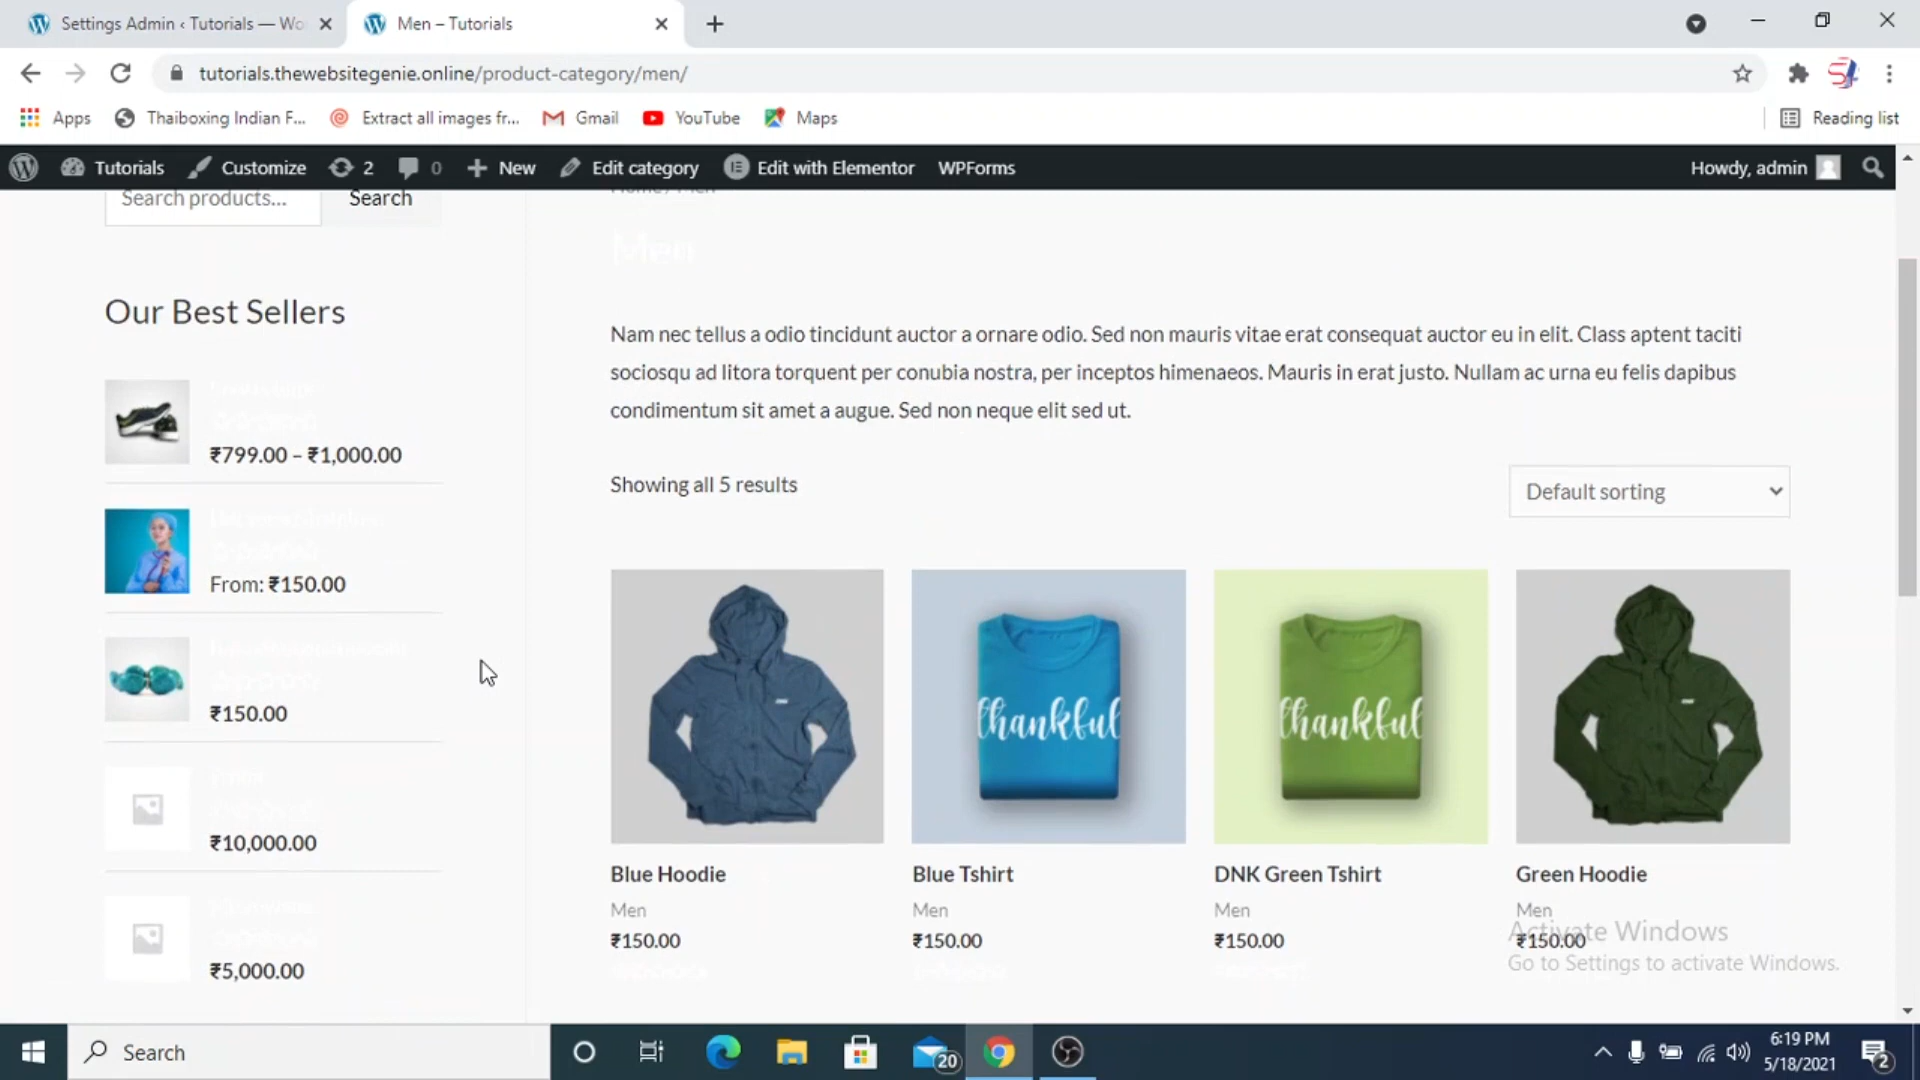 Settings Admin ‹ Tutorials — Wo
Men – Tutorials
tutorials.thewebsitegenie.online/product-category/men/
Apps
Thaiboxing Indian F...
Extract all images fr...
Gmail
YouTube
Maps
Reading list
Tutorials
Customize
2
0
New
Edit category
Edit with Elementor
WPForms
Howdy, admin
Search products...
Search
Home / Men
Men
Our Best Sellers
₹799.00 – ₹1,000.00
From: ₹150.00
₹150.00
₹10,000.00
₹5,000.00
Nam nec tellus a odio tincidunt auctor a ornare odio. Sed non mauris vitae erat consequat auctor eu in elit. Class aptent taciti
sociosqu ad litora torquent per conubia nostra, per inceptos himenaeos. Mauris in erat justo. Nullam ac urna eu felis dapibus
condimentum sit amet a augue. Sed non neque elit sed ut.
Showing all 5 results
Default sorting
thankful
thankful
Blue Hoodie
Men
₹150.00
Blue Tshirt
Men
₹150.00
DNK Green Tshirt
Men
₹150.00
Green Hoodie
Men
₹150.00
Activate Windows
Go to Settings to activate Windows.
Search
20
6:19 PM
5/18/2021
2